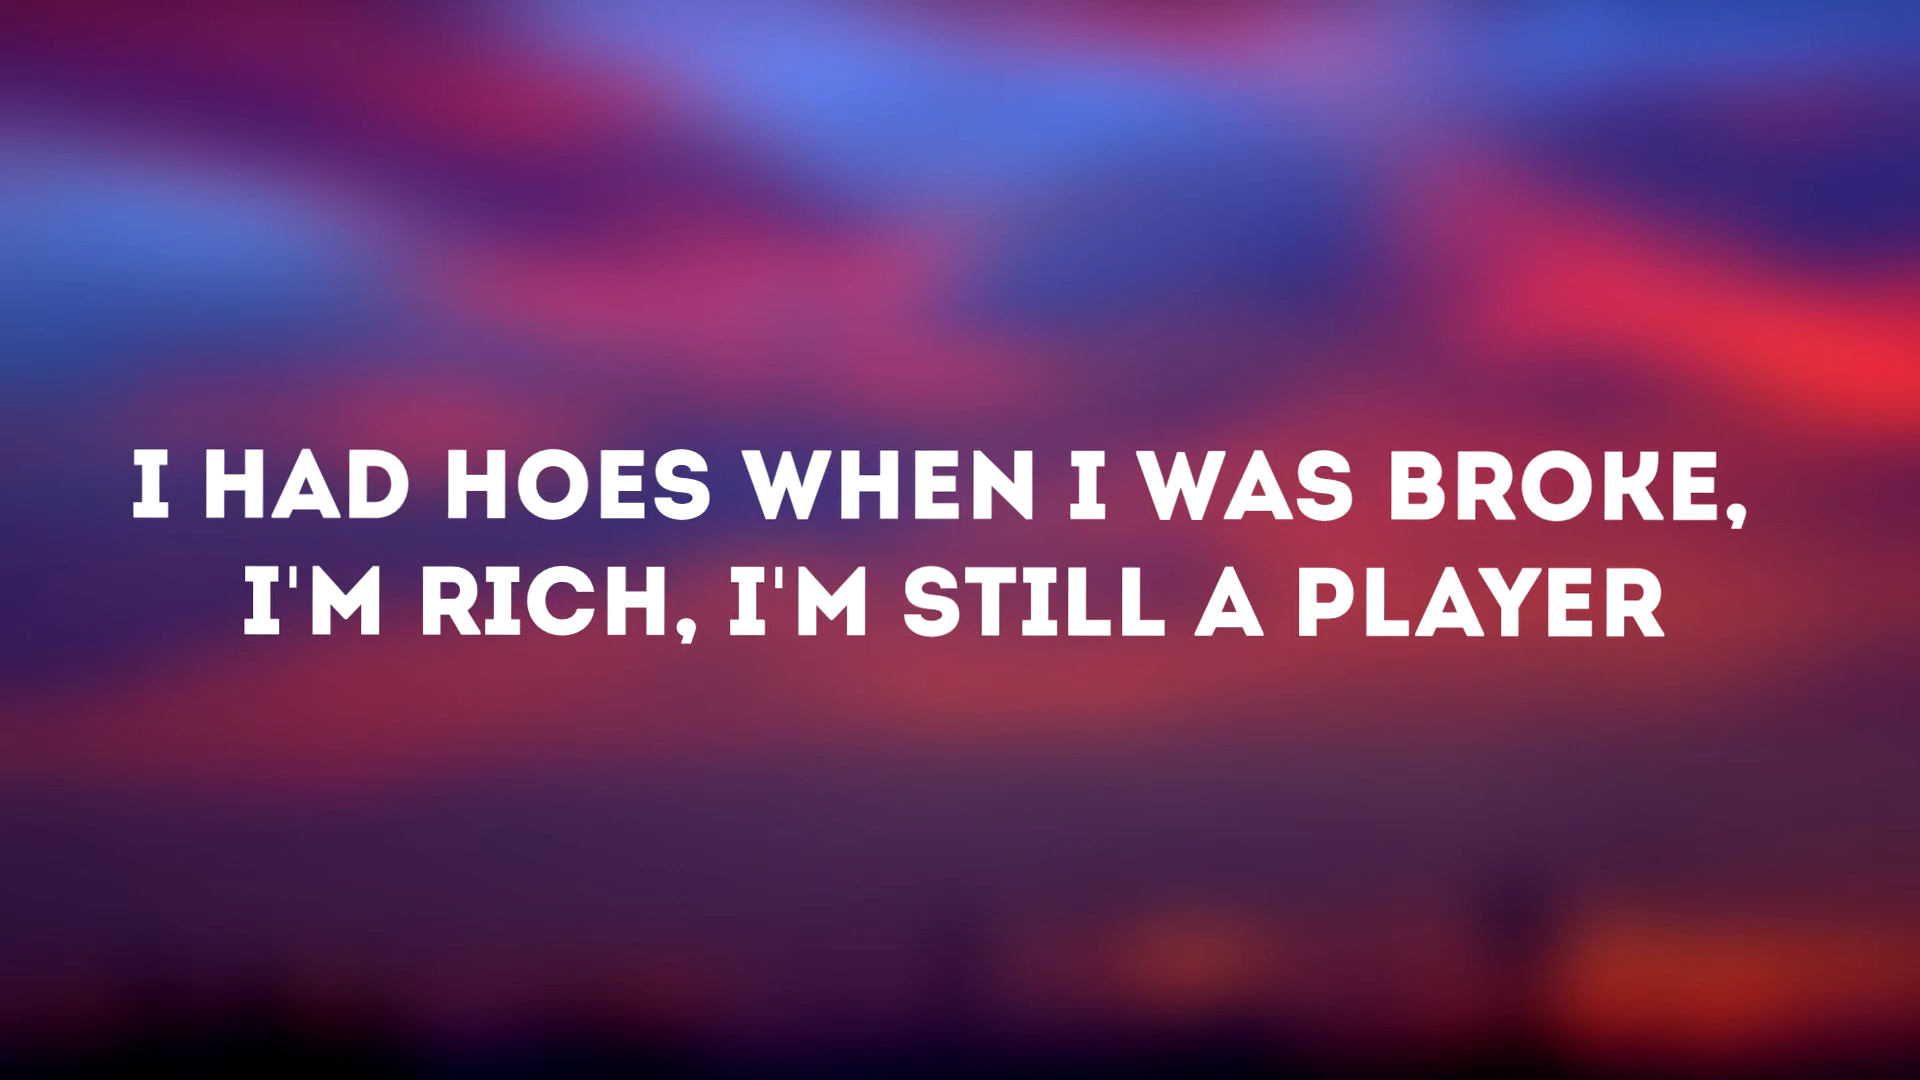 I HAD HOES WHEN I WAS BROKE,
I'M RICH, I'M STILL A PLAYER